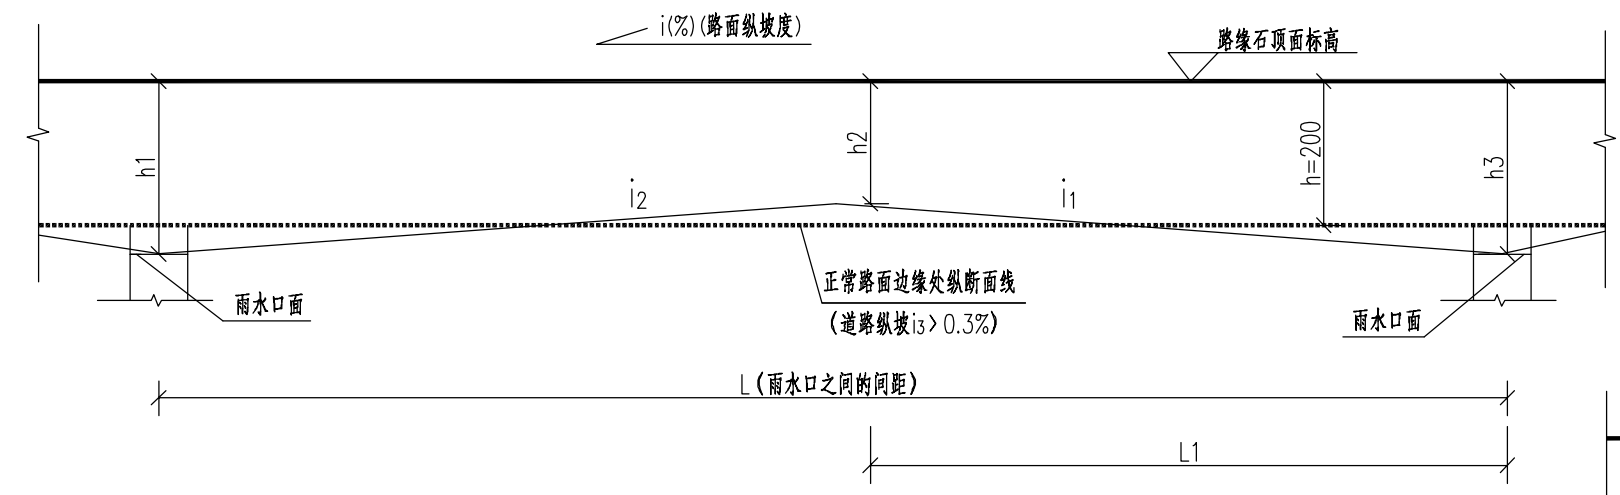 i(%)(路面纵坡度)
路缘石顶面标高
h1
h2
h=200
h3
i2
i1
正常路面边缘处纵断面线
(道路纵坡i3>0.3%)
雨水口面
雨水口面
L(雨水口之间的间距)
L1